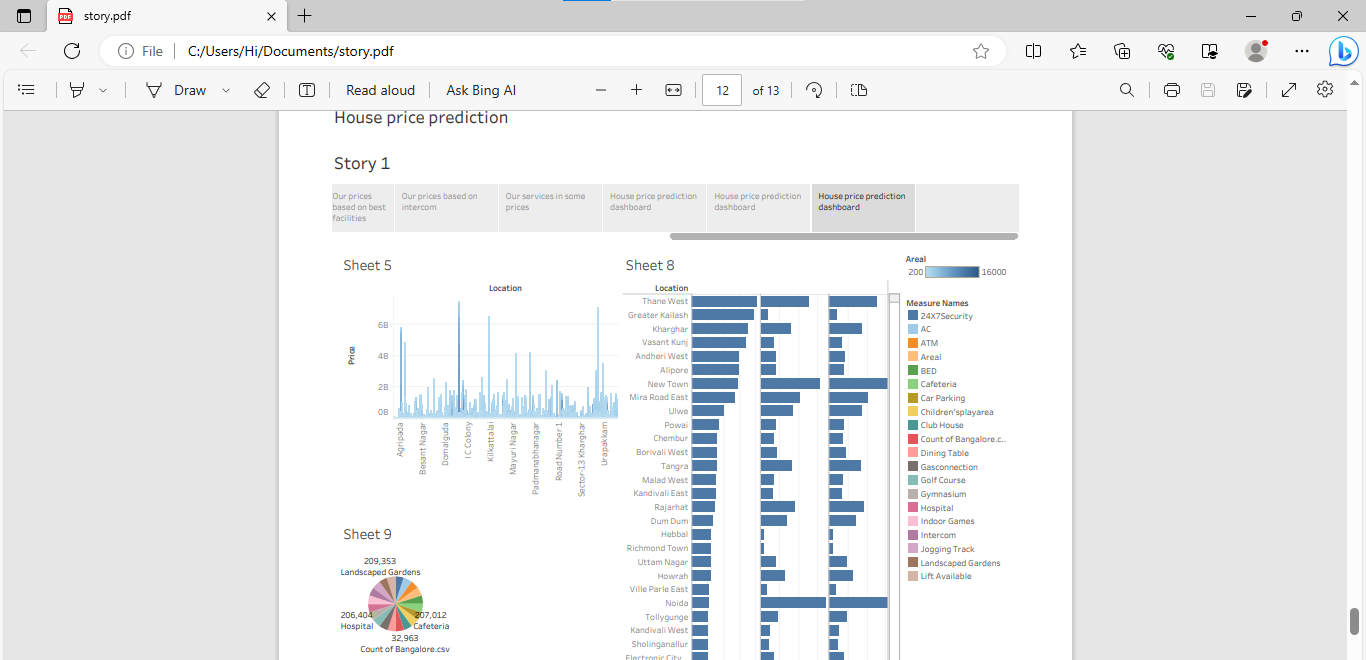 story.pdf
File
C:/Users/Hi/Documents/story.pdf
Draw
Read aloud
Ask Bing AI
12
of 13
House price prediction
Story 1
Our prices
based on best
facilities
Our prices based on
intercom
Our services in some
prices
House price prediction
dashboard
House price prediction
dashboard
House price prediction
dashboard
Sheet 5
Location
Price
6B
4B
2B
0B
Agripada
Besant Nagar
Domalguda
I C Colony
Kilkattalai
Mayuri Nagar
Padmanabhanagar
Road Number 1
Sector-13 Kharghar
Urapakkam
Sheet 8
Location
Thane West
Greater Kailash
Kharghar
Vasant Kunj
Andheri West
Alipore
New Town
Mira Road East
Ulwe
Powai
Chembur
Borivali West
Tangra
Malad West
Kandivali East
Rajarhat
Dum Dum
Hebbal
Richmond Town
Uttam Nagar
Howrah
Ville Parle East
Noida
Tollygunge
Kandivali West
Sholinganallur
Electronic City
Areal
200
16000
Measure Names
24X7Security
AC
ATM
Areal
BED
Cafeteria
Car Parking
Children'splayarea
Club House
Count of Bangalore.c..
Dining Table
Gasconnection
Golf Course
Gymnasium
Hospital
Indoor Games
Intercom
Jogging Track
Landscaped Gardens
Lift Available
Sheet 9
209,353
Landscaped Gardens
206,404
Hospital
207,012
Cafeteria
32,963
Count of Bangalore.csv